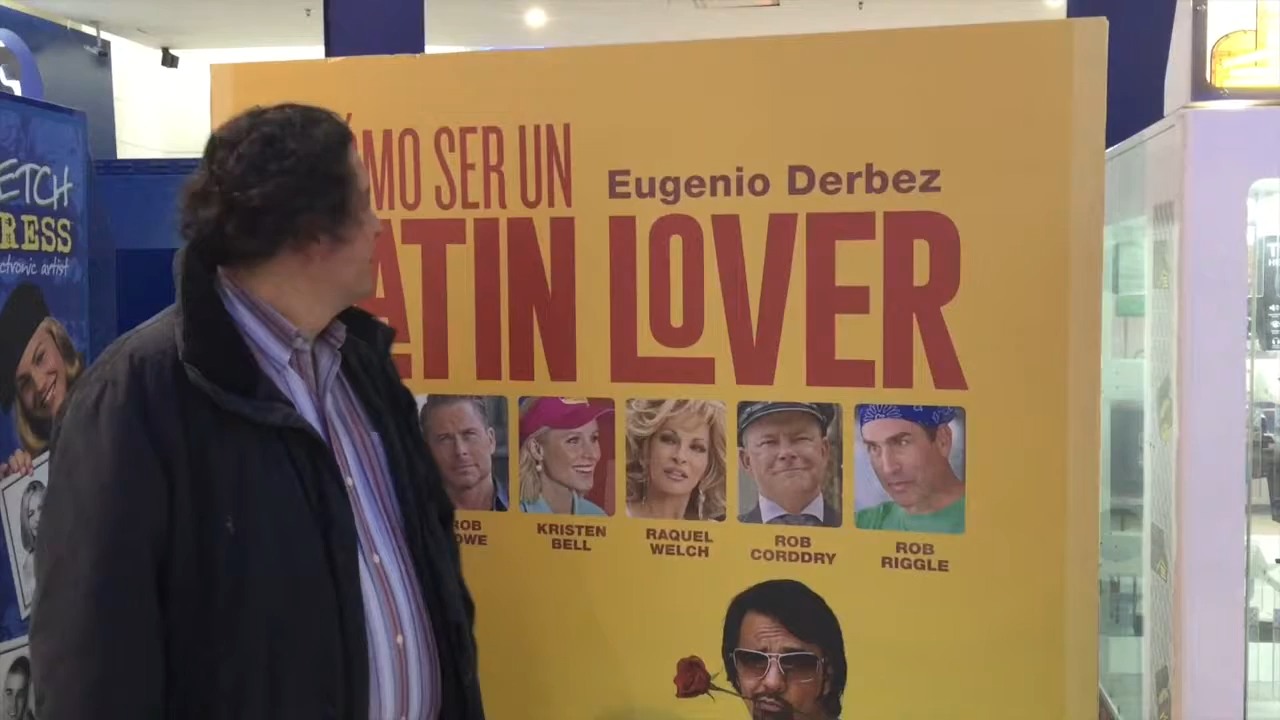 ETCH
RESS
ctronic artist
ÓMO SER UN
Eugenio Derbez
ATIN LOVER
ROB
OWE
KRISTEN
BELL
RAQUEL
WELCH
ROB
CORDDRY
ROB
RIGGLE